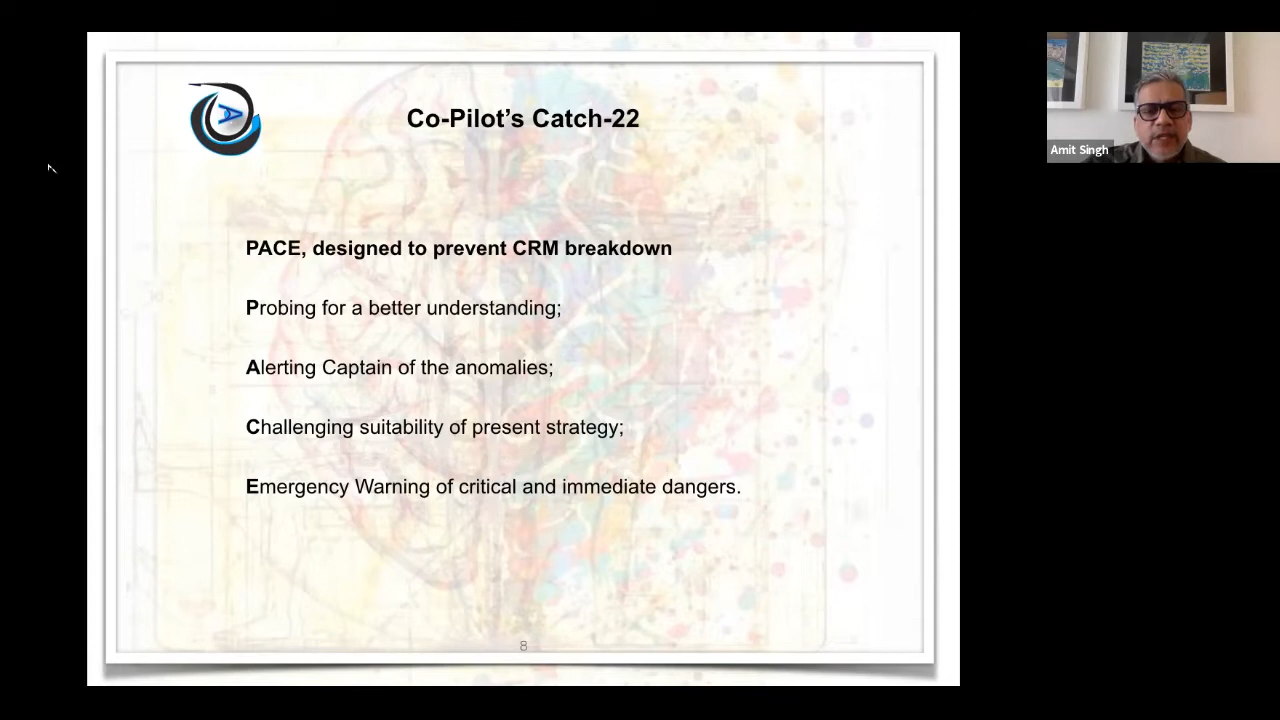 Co-Pilot’s Catch-22
PACE, designed to prevent CRM breakdown
Probing for a better understanding;
Alerting Captain of the anomalies;
Challenging suitability of present strategy;
Emergency Warning of critical and immediate dangers.
8
Amit Singh